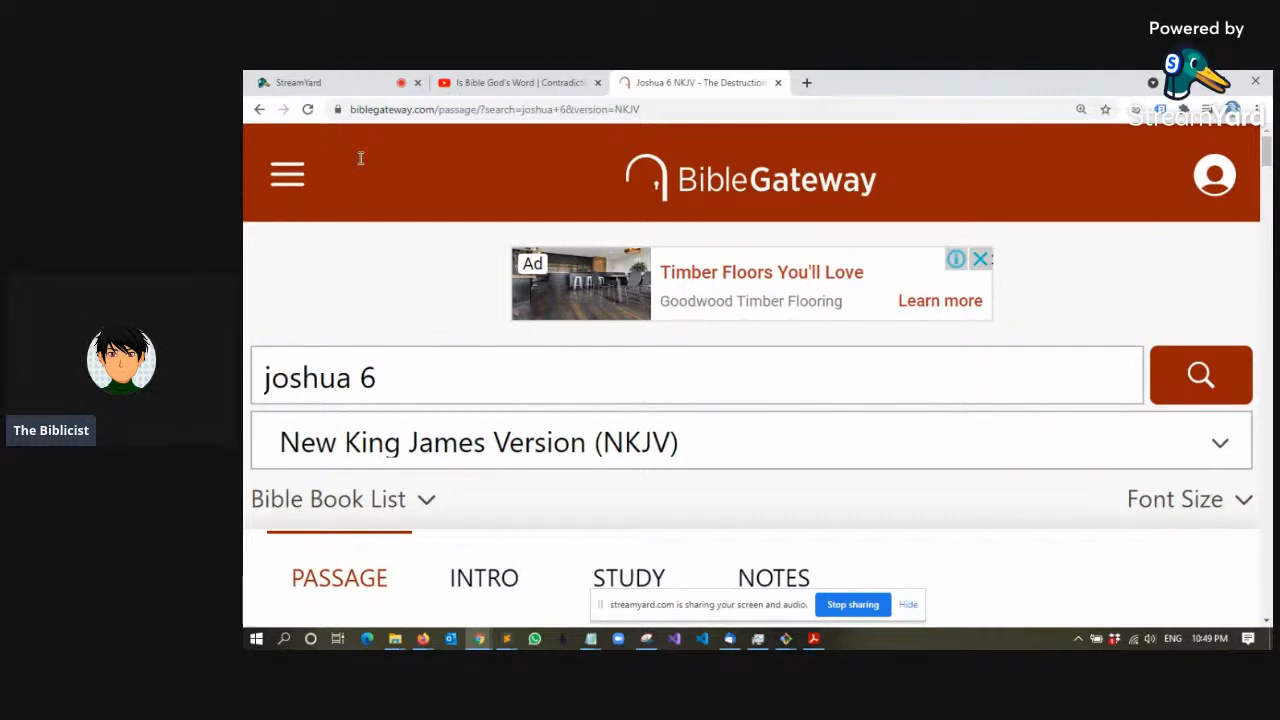 Powered by
StreamYard
StreamYard
Is Bible God's Word | Contradicti
Joshua 6 NKJV - The Destruction
biblegateway.com/passage/?search=joshua+6&version=NKJV
BibleGateway
Ad
Timber Floors You'll Love
Goodwood Timber Flooring
Learn more
joshua 6
New King James Version (NKJV)
The Biblicist
Bible Book List
Font Size
PASSAGE INTRO STUDY NOTES
streamyard.com is sharing your screen and audio.
Stop sharing
Hide
ENG
10:49 PM